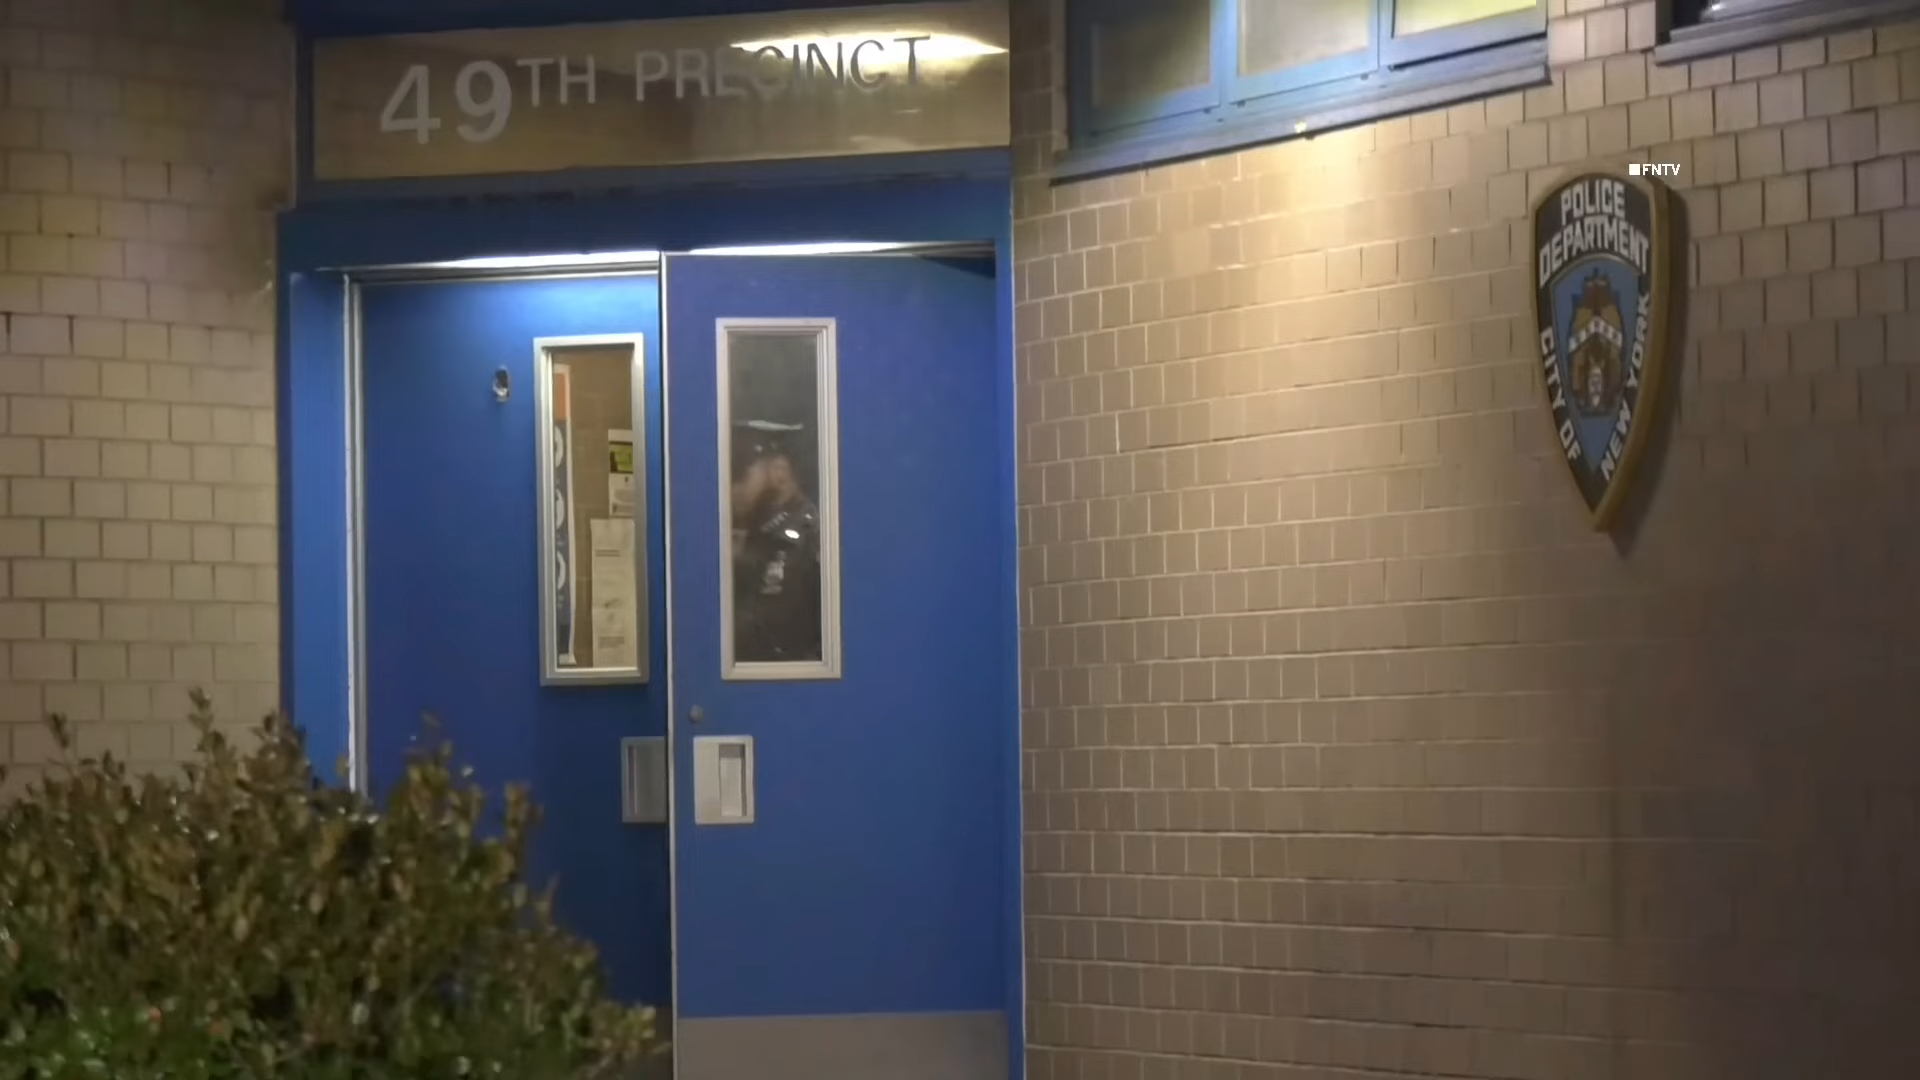 49TH PRECINCT
FNTV
POLICE
DEPARTMENT
CITY OF
NEW YORK